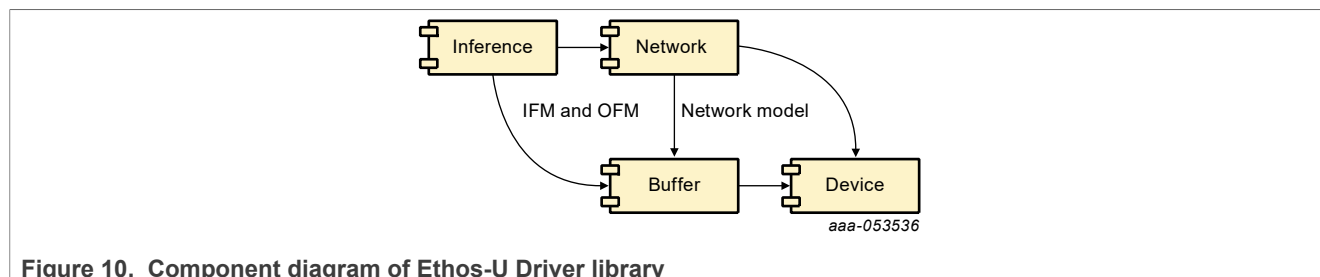 Inference
Network
IFM and OFM
Network model
Buffer
Device
aaa-053536
Figure 10. Component diagram of Ethos-U Driver library